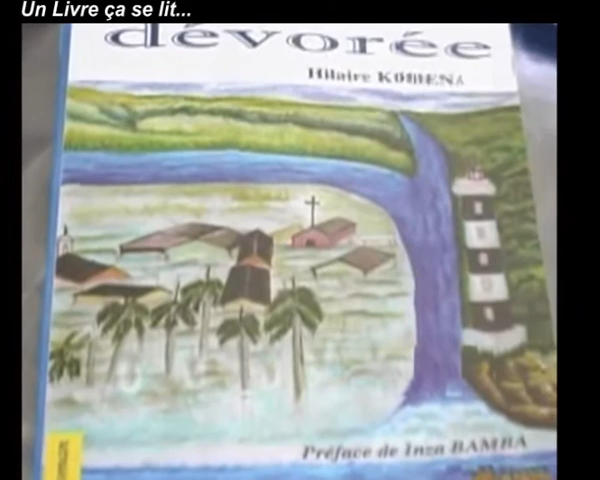 Un Livre ça se lit...
dévorée
Hilaire KOBENA
Préface de Inza BAMBA